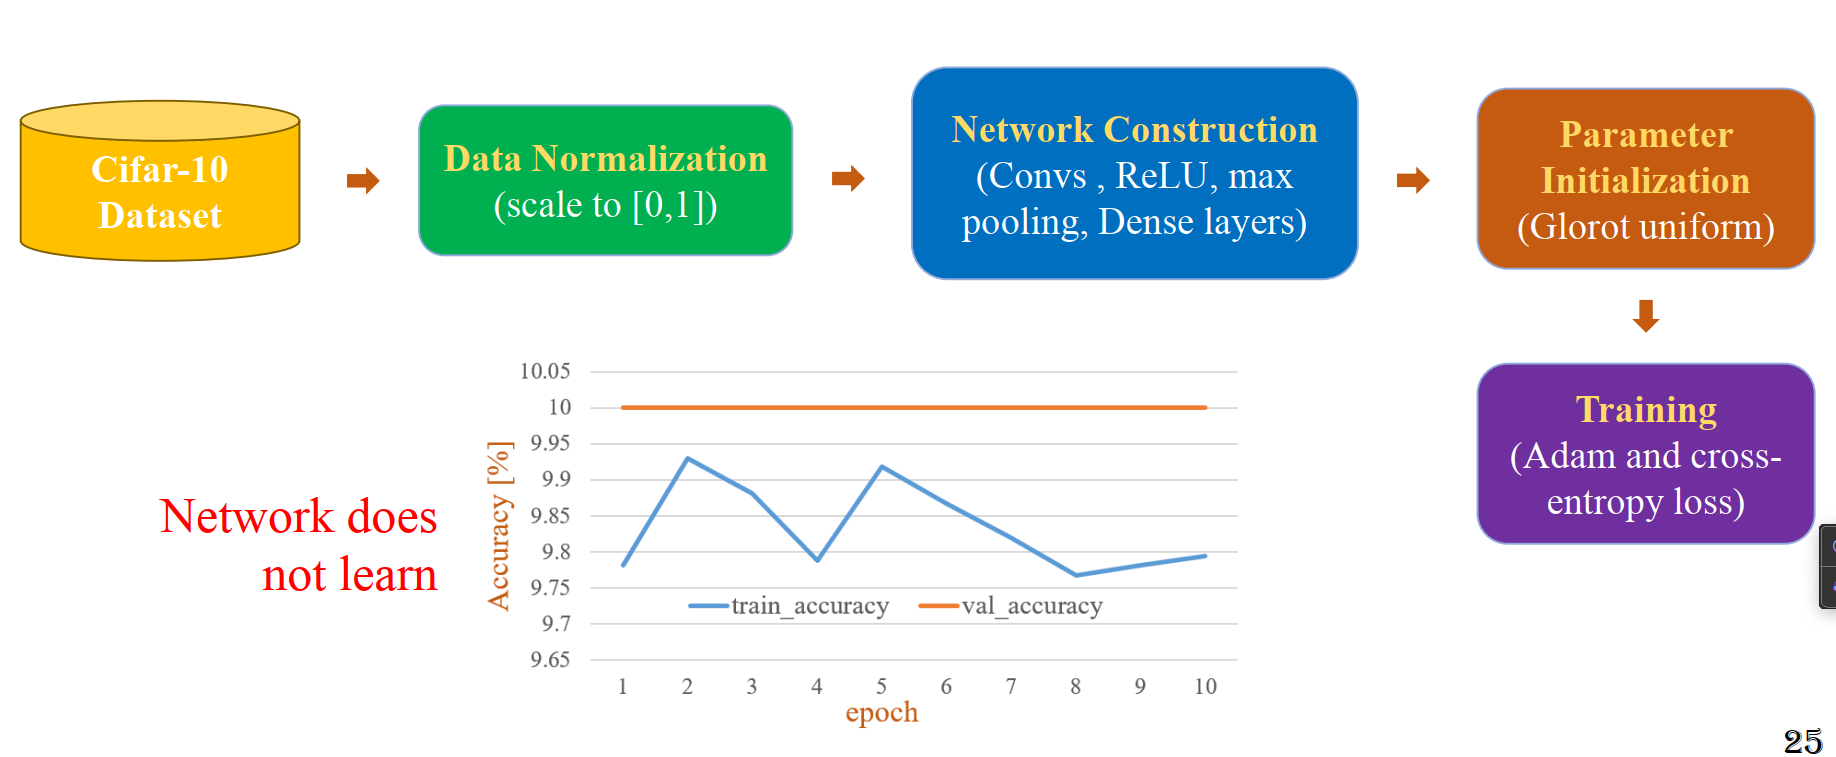 Cifar-10
Dataset
Data Normalization
(scale to [0,1])
Network Construction
(Convs , ReLU, max
pooling, Dense layers)
Parameter
Initialization
(Glorot uniform)
Training
(Adam and cross-
entropy loss)
Network does
not learn
Accuracy [%]
10.05
10
9.95
9.9
9.85
9.8
9.75
9.7
9.65
train_accuracy
val_accuracy
1 2 3 4 5 6 7 8 9 10
epoch
25